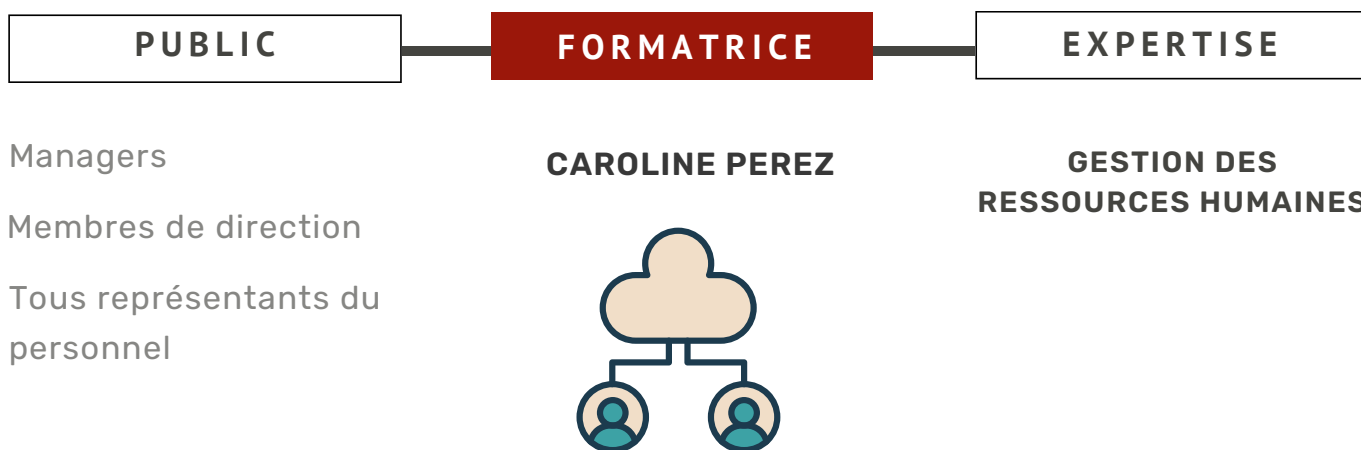 PUBLIC
FORMATRICE
EXPERTISE
Managers
Membres de direction
Tous représentants du
personnel
CAROLINE PEREZ
GESTION DES
RESSOURCES HUMAINES